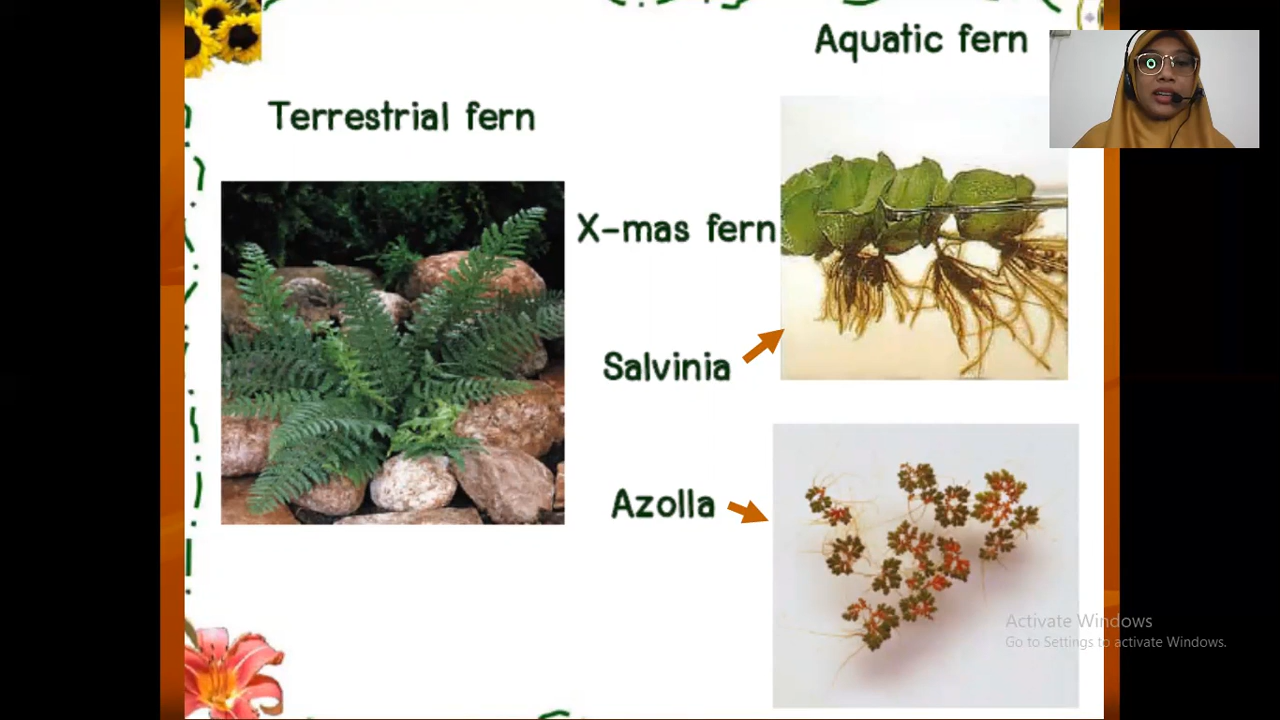 Aquatic fern
Terrestrial fern
X-mas fern
Salvinia
Azolla
Activate Windows
Go to Settings to activate Windows.